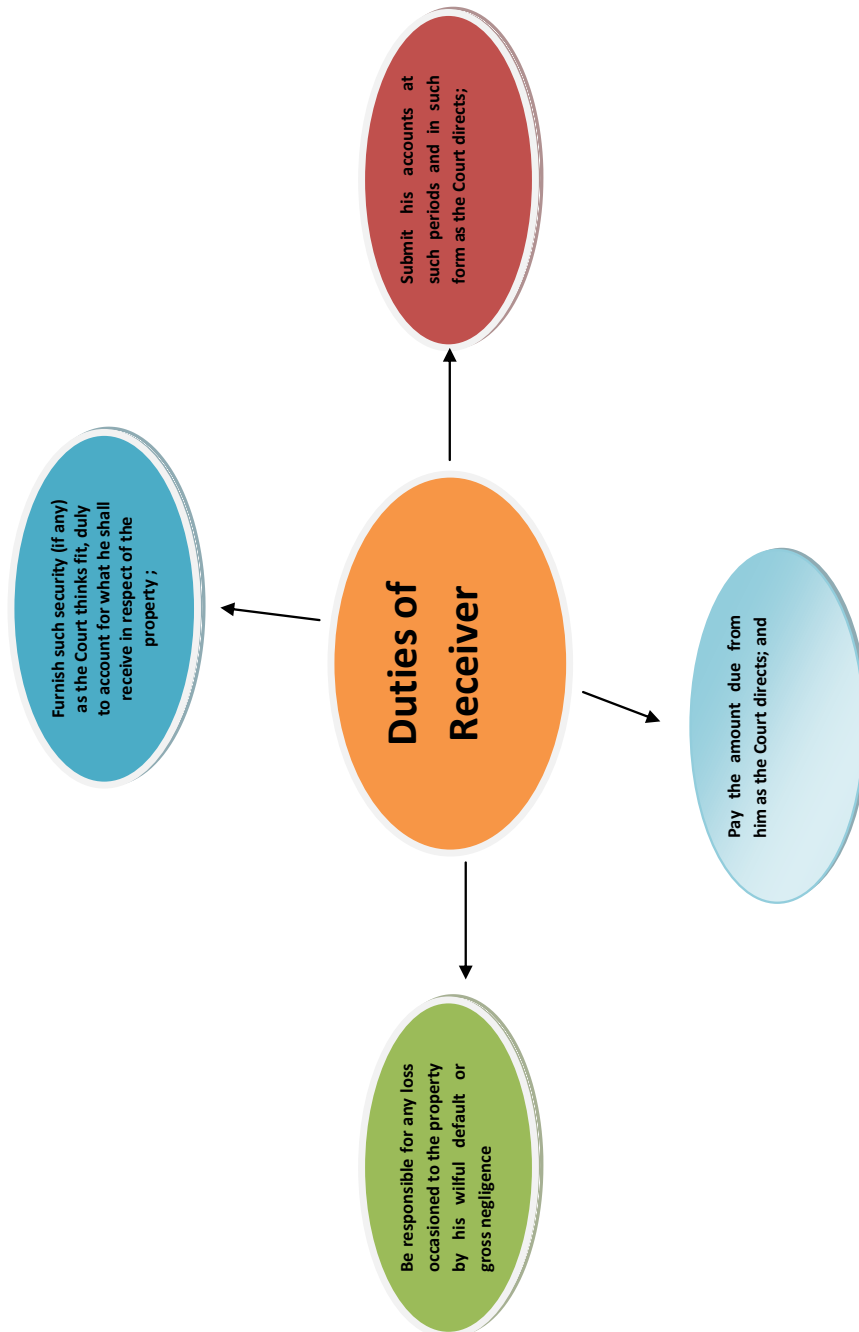 Duties of
Receiver
Furnish such security (if any)
as the Court thinks fit, duly
to account for what he shall
receive in respect of the
property ;
Submit his accounts at
such periods and in such
form as the Court directs;
Pay the amount due from
him as the Court directs; and
Be responsible for any loss
occasioned to the property
by his wilful default or
gross negligence